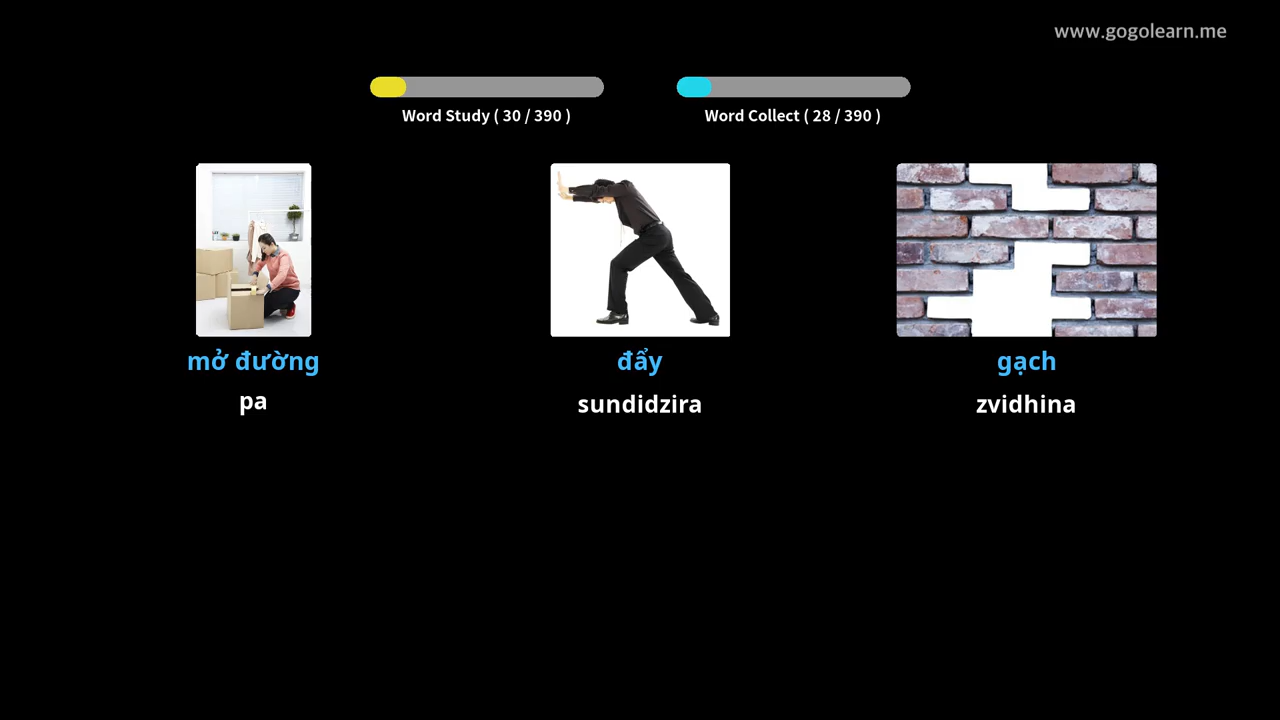 www.gogolearn.me
Word Study ( 30 / 390 )
Word Collect ( 28 / 390 )
mở đường
đẩy
gạch
pa
sundidzira
zvidhina